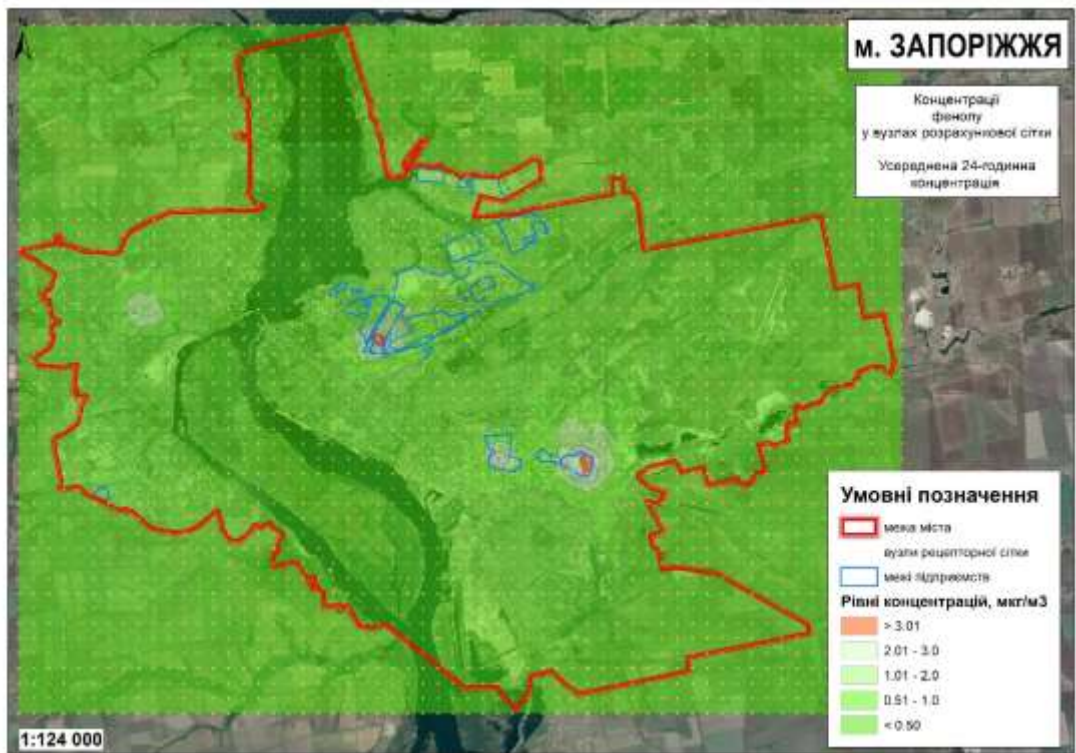 м. ЗАПОРІЖЖЯ
Концентрації
фенолу
у вузлах розрахункової сітки
Усереднена 24-годинна
концентрація
Умовні позначення
межа міста
вузли рецепторної сітки
межі підприємств
Рівні концентрацій, мкг/м3
> 3.01
2.01 - 3.0
1.01 - 2.0
0.51 - 1.0
< 0.50
1:124 000